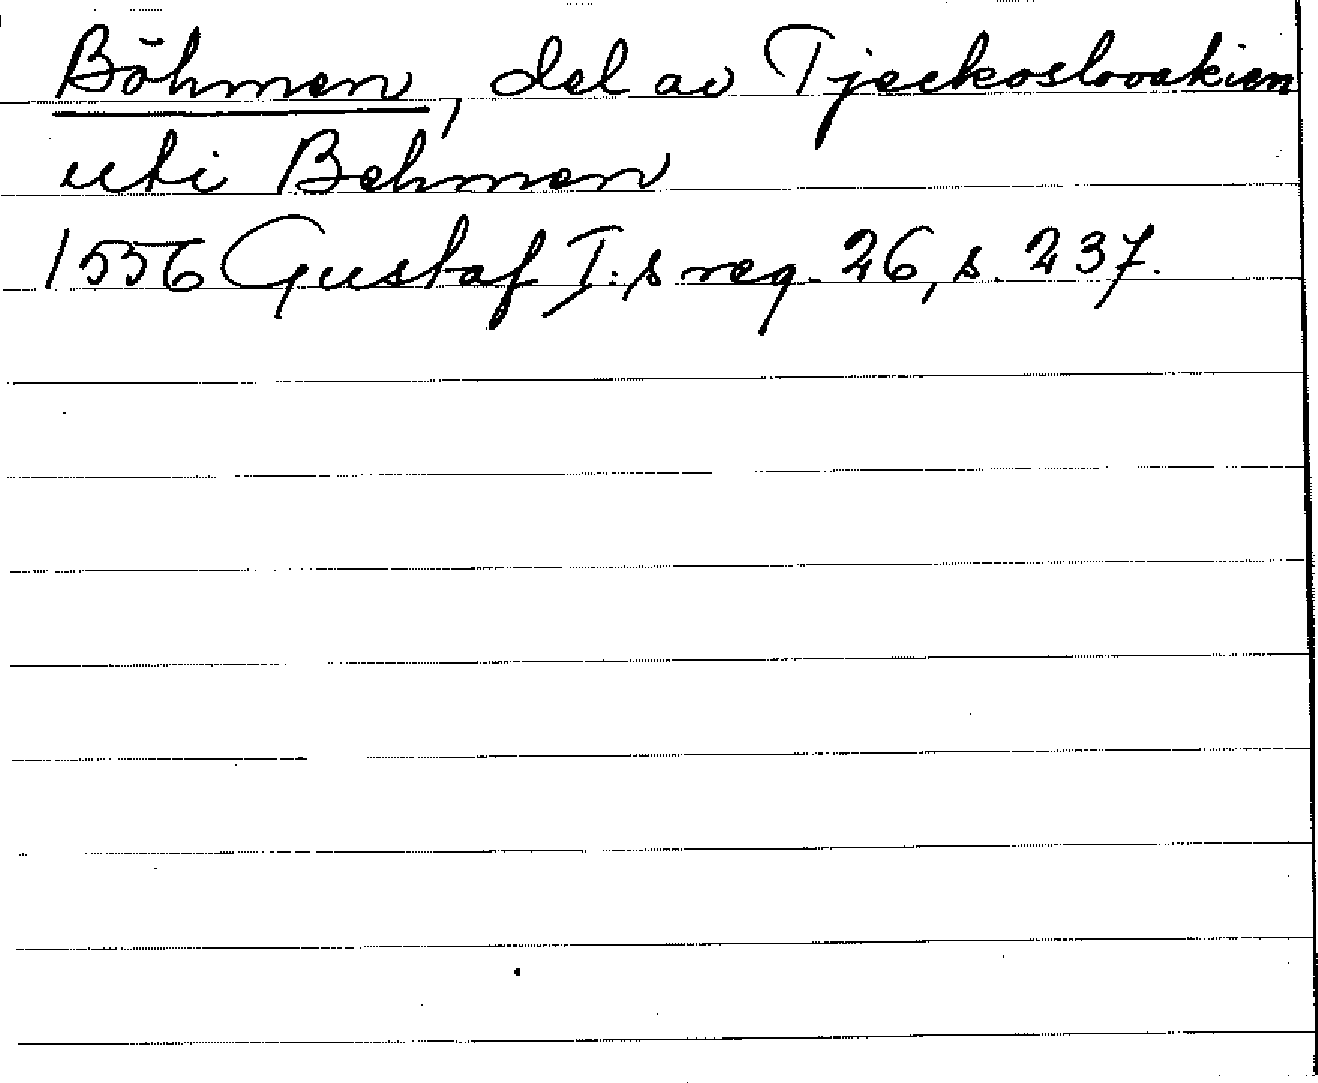 Böhmen, del av Tjeckoslovakien
uti Behmen
1556 Gustaf I:s reg. 26, s. 237.